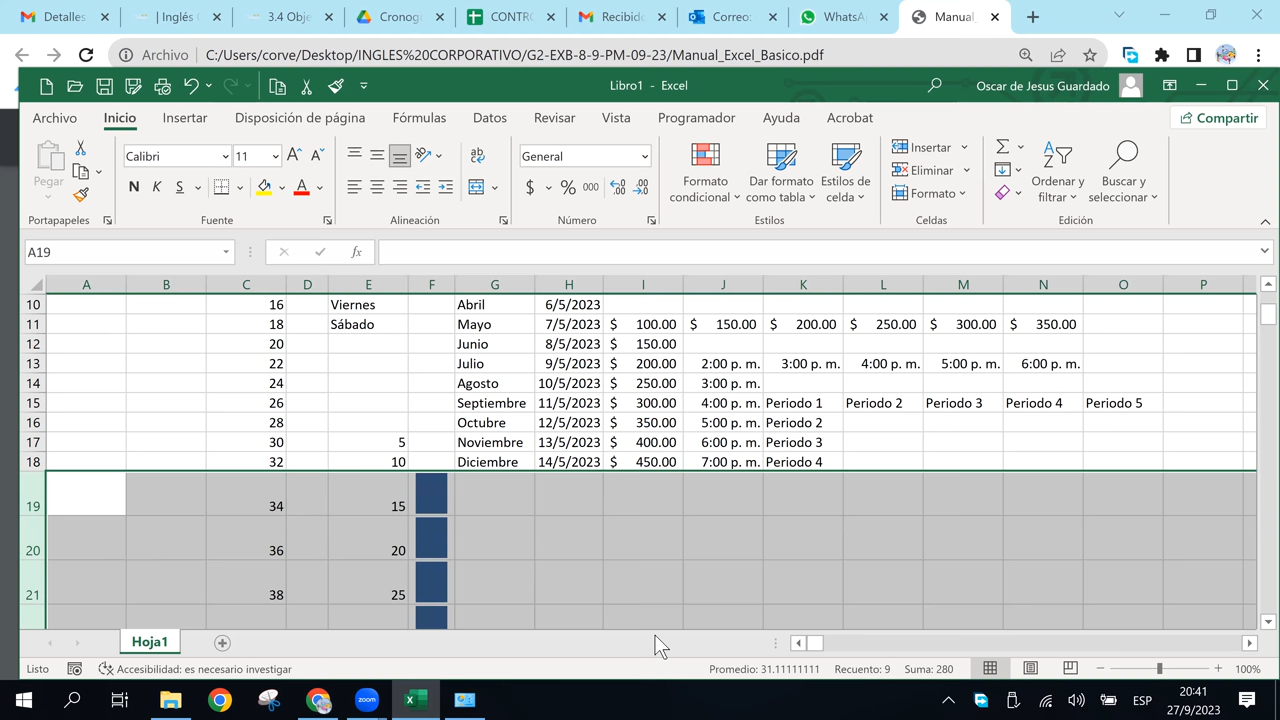 Detalles
| Inglés C
3.4 Obje
Cronog
CONTRO
Recibido
Correo:
WhatsA
Manual_
Archivo C:/Users/corve/Desktop/INGLES%20CORPORATIVO/G2-EXB-8-9-PM-09-23/Manual_Excel_Basico.pdf
Libro1 - Excel
Oscar de Jesus Guardado
Archivo Inicio Insertar Disposición de página Fórmulas Datos Revisar Vista Programador Ayuda Acrobat
Compartir
Pegar
Calibri 11
N K S
General
$ % 000
Formato condicional
Dar formato como tabla
Estilos de celda
Insertar
Eliminar
Formato
Ordenar y filtrar
Buscar y seleccionar
Portapapeles Fuente Alineación Número Estilos Celdas Edición
A19 fx
A B C D E F G H I J K L M N O P
10 16 Viernes Abril 6/5/2023
11 18 Sábado Mayo 7/5/2023 $ 100.00 $ 150.00 $ 200.00 $ 250.00 $ 300.00 $ 350.00
12 20 Junio 8/5/2023 $ 150.00
13 22 Julio 9/5/2023 $ 200.00 2:00 p. m. 3:00 p. m. 4:00 p. m. 5:00 p. m. 6:00 p. m.
14 24 Agosto 10/5/2023 $ 250.00 3:00 p. m.
15 26 Septiembre 11/5/2023 $ 300.00 4:00 p. m. Periodo 1 Periodo 2 Periodo 3 Periodo 4 Periodo 5
16 28 Octubre 12/5/2023 $ 350.00 5:00 p. m. Periodo 2
17 30 5 Noviembre 13/5/2023 $ 400.00 6:00 p. m. Periodo 3
18 32 10 Diciembre 14/5/2023 $ 450.00 7:00 p. m. Periodo 4
19 34 15
20 36 20
21 38 25
Hoja1
Listo Accesibilidad: es necesario investigar Promedio: 31.11111111 Recuento: 9 Suma: 280 100%
zoom
ESP
20:41
27/9/2023